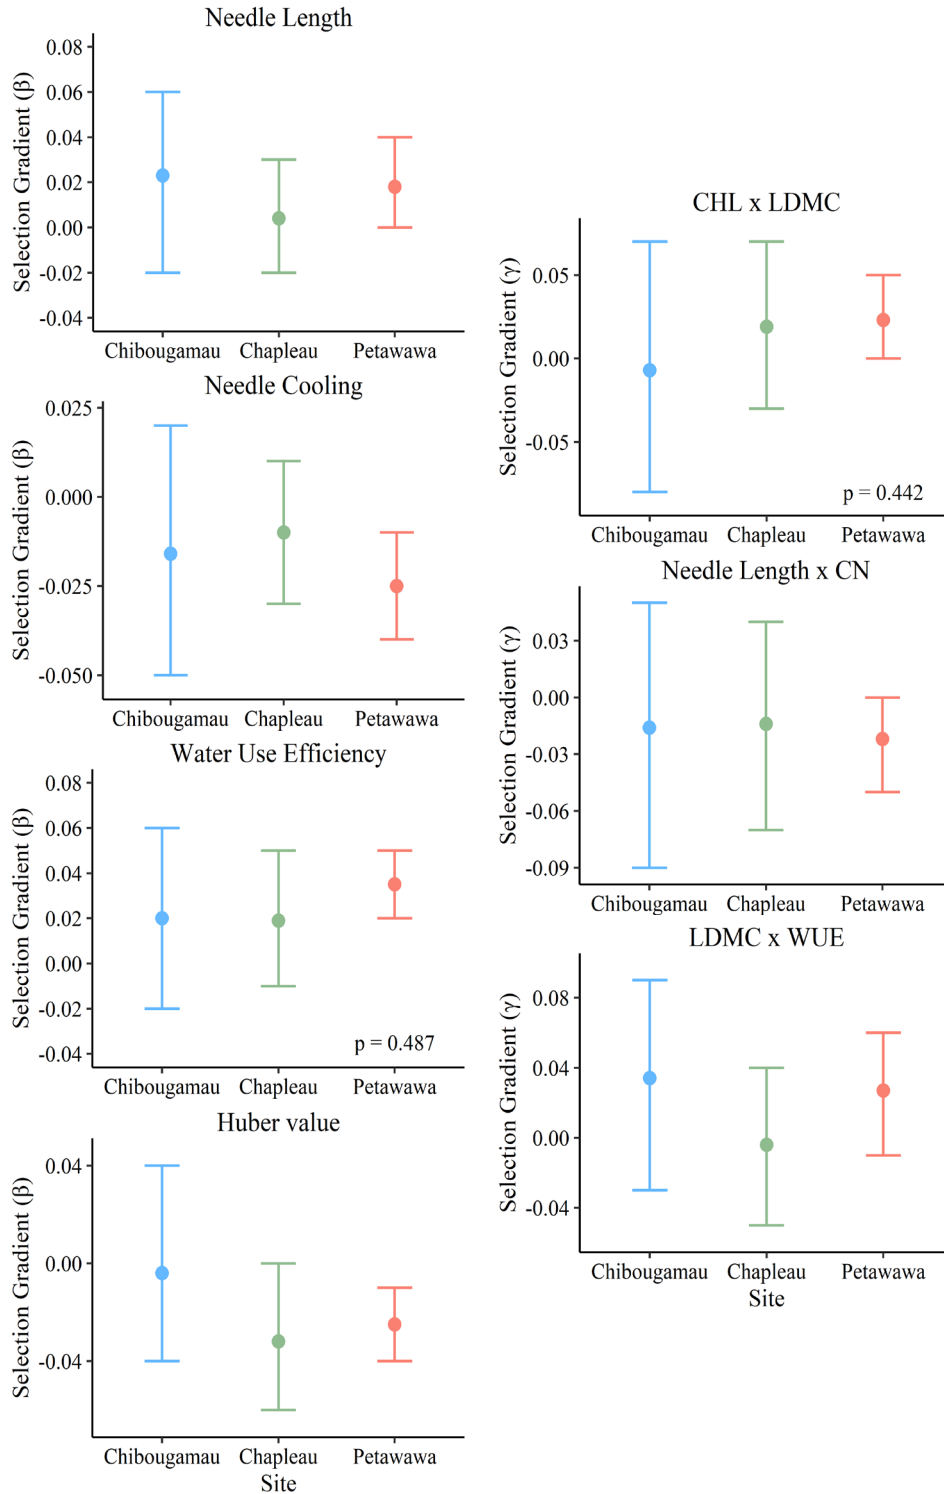 Needle Length
Selection Gradient (β)
0.08
0.06
0.04
0.02
0.00
-0.02
-0.04
Chibougamau Chapleau Petawawa
Needle Cooling
Selection Gradient (β)
0.025
0.000
-0.025
-0.050
Chibougamau Chapleau Petawawa
Water Use Efficiency
Selection Gradient (β)
0.08
0.06
0.04
0.02
0.00
-0.02
-0.04
p = 0.487
Chibougamau Chapleau Petawawa
Huber value
Selection Gradient (β)
0.04
0.00
-0.04
Chibougamau Chapleau Petawawa
Site
CHL x LDMC
Selection Gradient (γ)
0.05
0.00
-0.05
p = 0.442
Chibougamau Chapleau Petawawa
Needle Length x CN
Selection Gradient (γ)
0.03
0.00
-0.03
-0.06
-0.09
Chibougamau Chapleau Petawawa
LDMC x WUE
Selection Gradient (γ)
0.08
0.04
0.00
-0.04
Chibougamau Chapleau Petawawa
Site